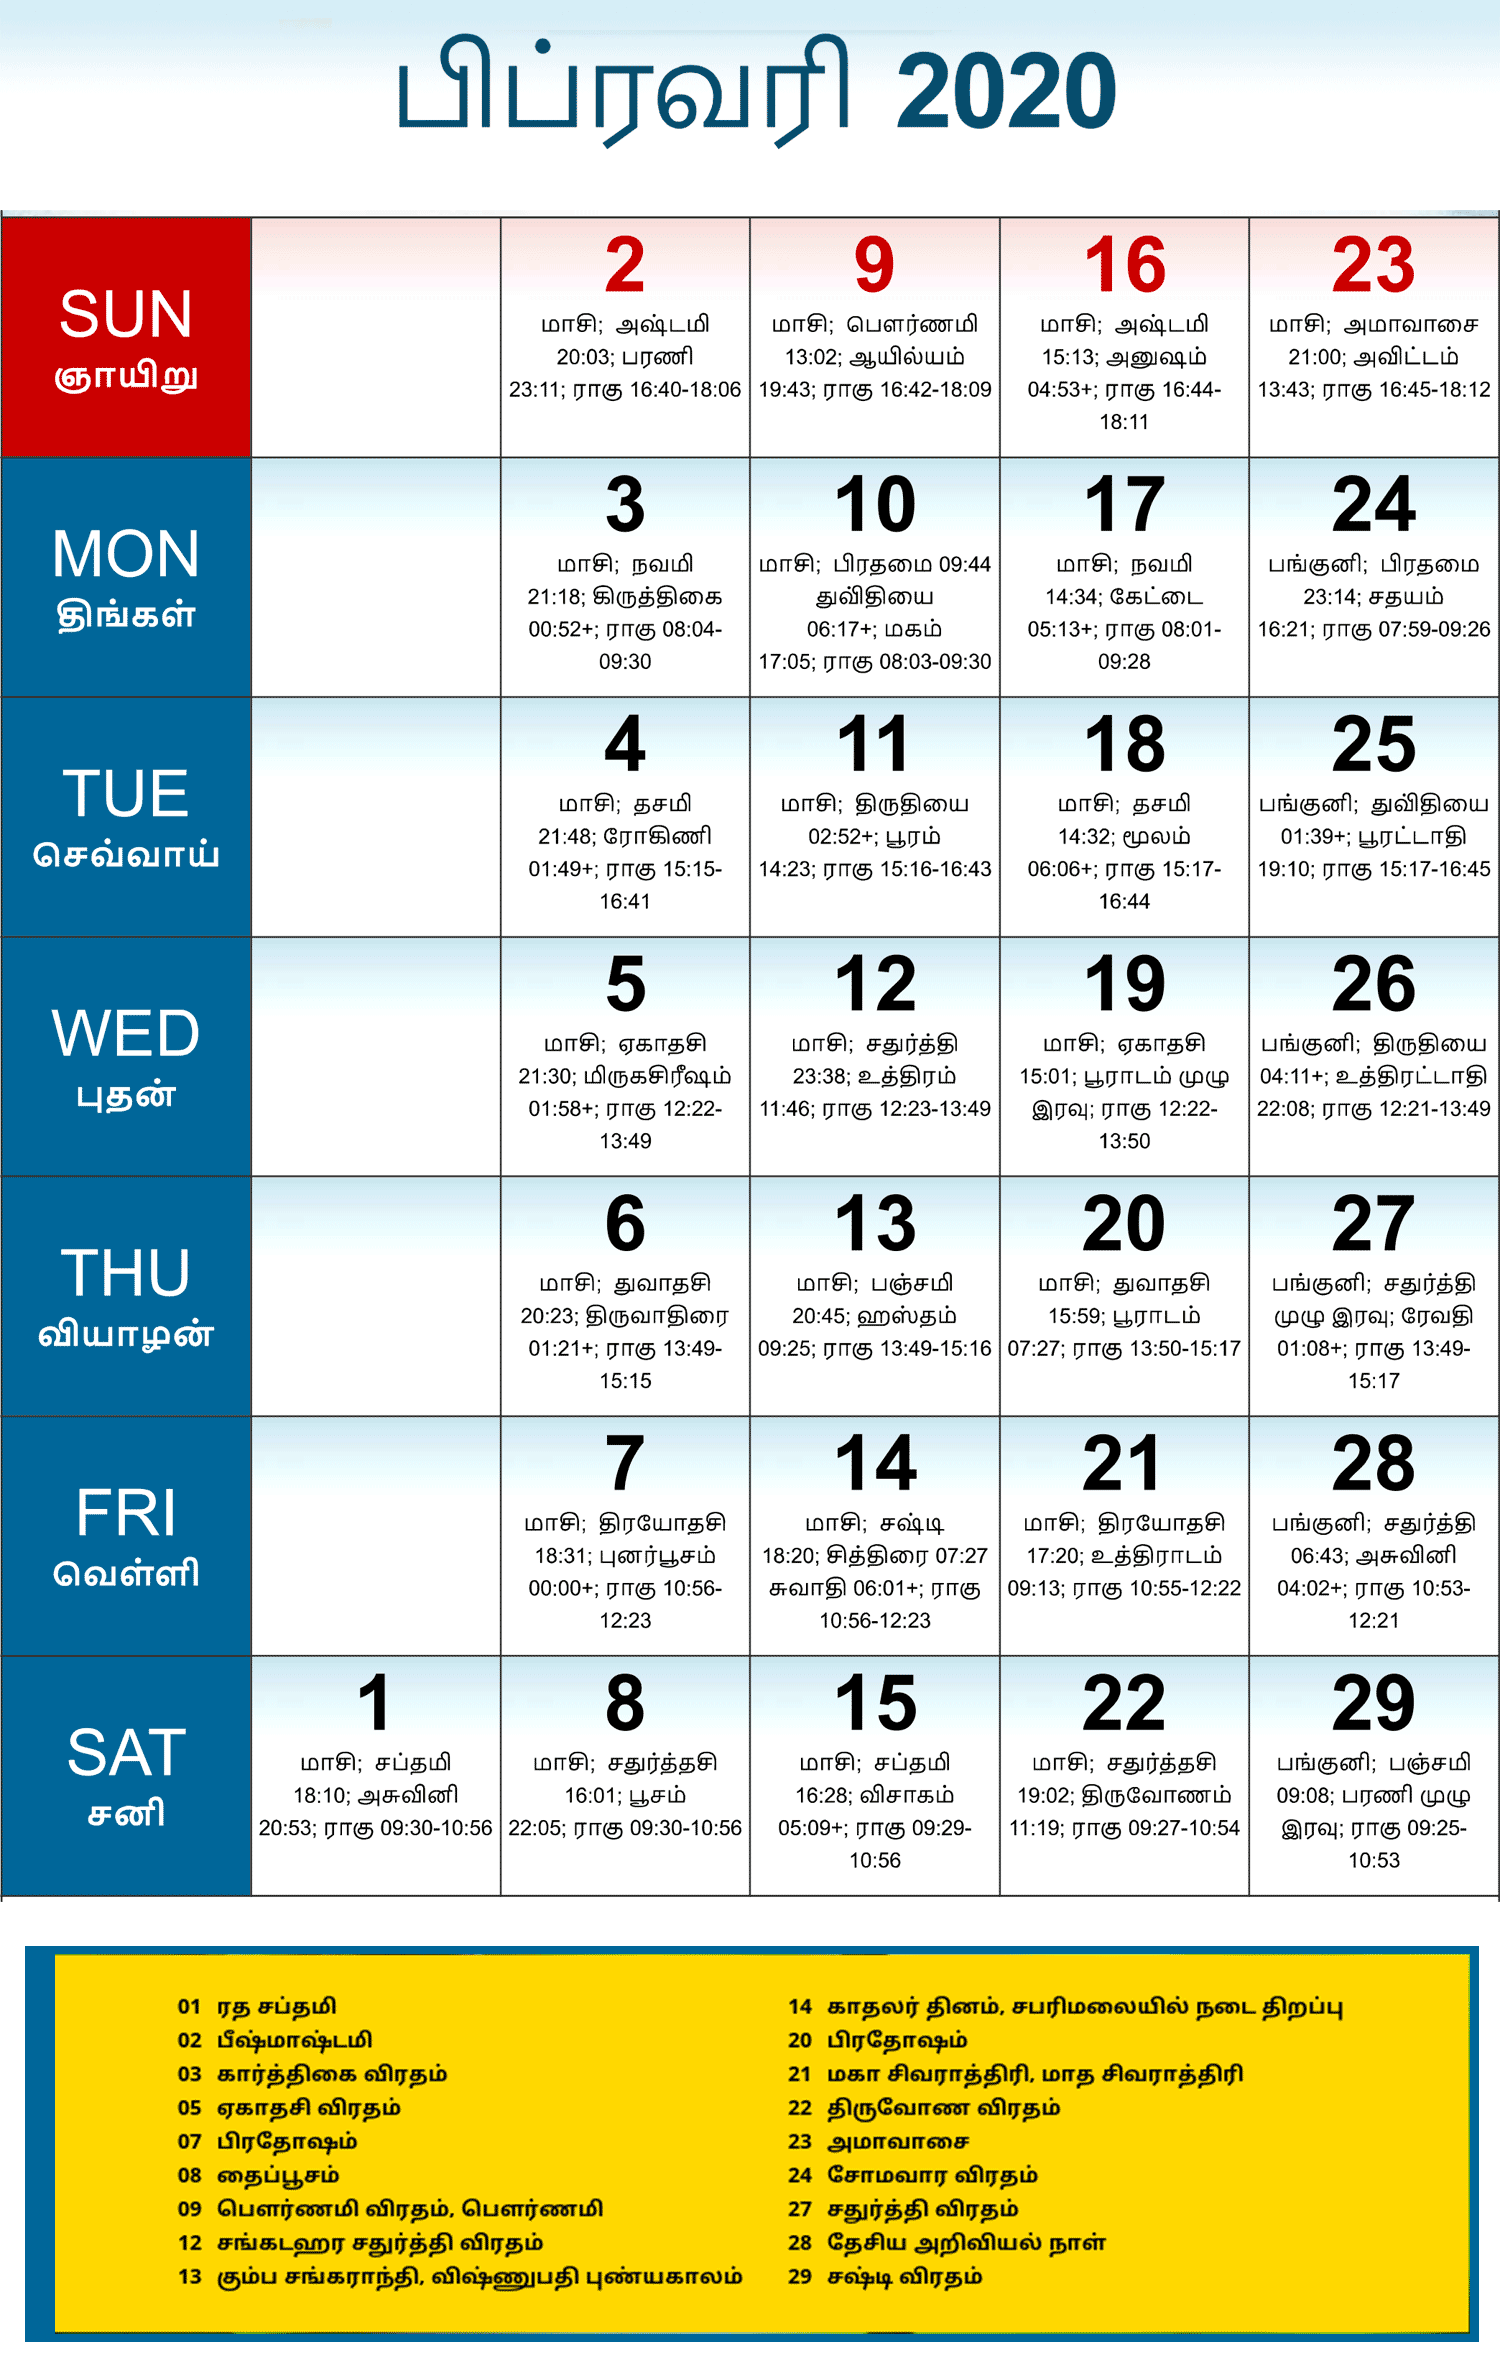 பிப்ரவரி 2020
SUN
ஞாயிறு
2
மாசி; அஷ்டமி
20:03; பரணி
23:11; ராகு 16:40-18:06
9
மாசி; பௌர்ணமி
13:02; ஆயில்யம்
19:43; ராகு 16:42-18:09
16
மாசி; அஷ்டமி
15:13; அனுஷம்
04:53+; ராகு 16:44-
18:11
23
மாசி; அமாவாசை
21:00; அவிட்டம்
13:43; ராகு 16:45-18:12
MON
திங்கள்
3
மாசி; நவமி
21:18; கிருத்திகை
00:52+; ராகு 08:04-
09:30
10
மாசி; பிரதமை 09:44
துவிதியை
06:17+; மகம்
17:05; ராகு 08:03-09:30
17
மாசி; நவமி
14:34; கேட்டை
05:13+; ராகு 08:01-
09:28
24
பங்குனி; பிரதமை
23:14; சதயம்
16:21; ராகு 07:59-09:26
TUE
செவ்வாய்
4
மாசி; தசமி
21:48; ரோகிணி
01:49+; ராகு 15:15-
16:41
11
மாசி; திருதியை
02:52+; பூரம்
14:23; ராகு 15:16-16:43
18
மாசி; தசமி
14:32; மூலம்
06:06+; ராகு 15:17-
16:44
25
பங்குனி; துவிதியை
01:39+; பூரட்டாதி
19:10; ராகு 15:17-16:45
WED
புதன்
5
மாசி; ஏகாதசி
21:30; மிருகசிரீஷம்
01:58+; ராகு 12:22-
13:49
12
மாசி; சதுர்த்தி
23:38; உத்திரம்
11:46; ராகு 12:23-13:49
19
மாசி; ஏகாதசி
15:01; பூராடம் முழு
இரவு; ராகு 12:22-
13:50
26
பங்குனி; திருதியை
04:11+; உத்திரட்டாதி
22:08; ராகு 12:21-13:49
THU
வியாழன்
6
மாசி; துவாதசி
20:23; திருவாதிரை
01:21+; ராகு 13:49-
15:15
13
மாசி; பஞ்சமி
20:45; ஹஸ்தம்
09:25; ராகு 13:49-15:16
20
மாசி; துவாதசி
15:59; பூராடம்
07:27; ராகு 13:50-15:17
27
பங்குனி; சதுர்த்தி
முழு இரவு; ரேவதி
01:08+; ராகு 13:49-
15:17
FRI
வெள்ளி
7
மாசி; திரயோதசி
18:31; புனர்பூசம்
00:00+; ராகு 10:56-
12:23
14
மாசி; சஷ்டி
18:20; சித்திரை 07:27
சுவாதி 06:01+; ராகு
10:56-12:23
21
மாசி; திரயோதசி
17:20; உத்திராடம்
09:13; ராகு 10:55-12:22
28
பங்குனி; சதுர்த்தி
06:43; அசுவினி
04:02+; ராகு 10:53-
12:21
SAT
சனி
1
மாசி; சப்தமி
18:10; அசுவினி
20:53; ராகு 09:30-10:56
8
மாசி; சதுர்த்தசி
16:01; பூசம்
22:05; ராகு 09:30-10:56
15
மாசி; சப்தமி
16:28; விசாகம்
05:09+; ராகு 09:29-
10:56
22
மாசி; சதுர்த்தசி
19:02; திருவோணம்
11:19; ராகு 09:27-10:54
29
பங்குனி; பஞ்சமி
09:08; பரணி முழு
இரவு; ராகு 09:25-
10:53
01 ரத சப்தமி
02 பீஷ்மாஷ்டமி
03 கார்த்திகை விரதம்
05 ஏகாதசி விரதம்
07 பிரதோஷம்
08 தைப்பூசம்
09 பௌர்ணமி விரதம், பௌர்ணமி
12 சங்கடஹர சதுர்த்தி விரதம்
13 கும்ப சங்கராந்தி, விஷ்ணுபதி புண்யகாலம்
14 காதலர் தினம், சபரிமலையில் நடை திறப்பு
20 பிரதோஷம்
21 மகா சிவராத்திரி, மாத சிவராத்திரி
22 திருவோண விரதம்
23 அமாவாசை
24 சோமவார விரதம்
27 சதுர்த்தி விரதம்
28 தேசிய அறிவியல் நாள்
29 சஷ்டி விரதம்